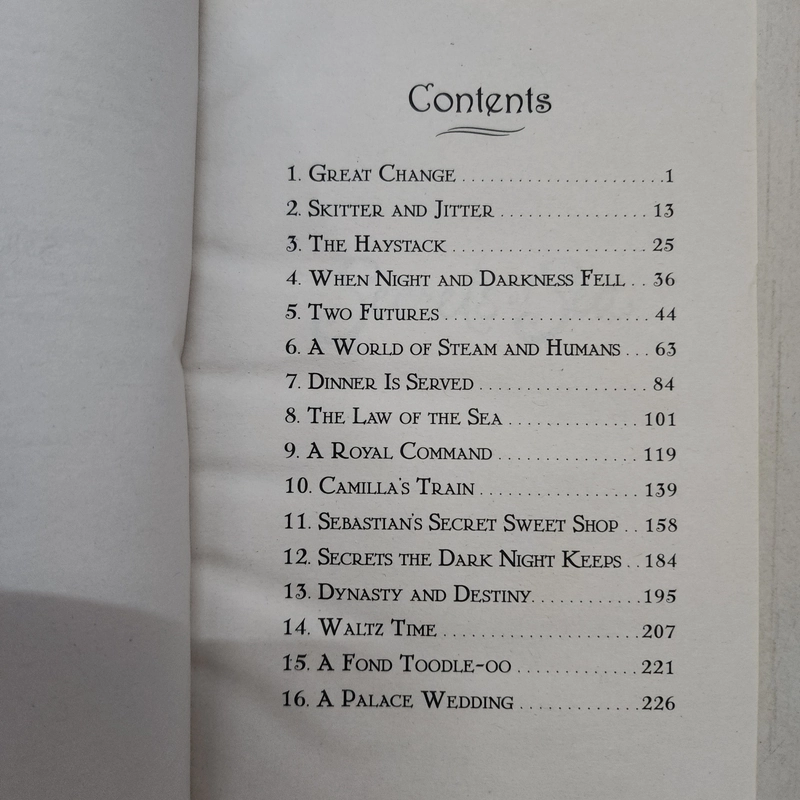 Contents
1. Great Change . . . . . . . . . . . . . . . . . . . . . . .1
2. Skitter and Jitter . . . . . . . . . . . . . . . . 13
3. The Haystack . . . . . . . . . . . . . . . . . . . . . . 25
4. When Night and Darkness Fell . . 36
5. Two Futures . . . . . . . . . . . . . . . . . . . . . . . 44
6. A World of Steam and Humans . . . 63
7. Dinner Is Served . . . . . . . . . . . . . . . . . . . 84
8. The Law of the Sea . . . . . . . . . . . . . . 101
9. A Royal Command . . . . . . . . . . . . . . . 119
10. Camilla's Train . . . . . . . . . . . . . . . . . 139
11. Sebastian's Secret Sweet Shop . . 158
12. Secrets the Dark Night Keeps . . 184
13. Dynasty and Destiny. . . . . . . . . . . .195
14. Waltz Time . . . . . . . . . . . . . . . . . . . . .207
15. A Fond Toodle-oo . . . . . . . . . . . . .221
16. A Palace Wedding . . . . . . . . . . . . .226